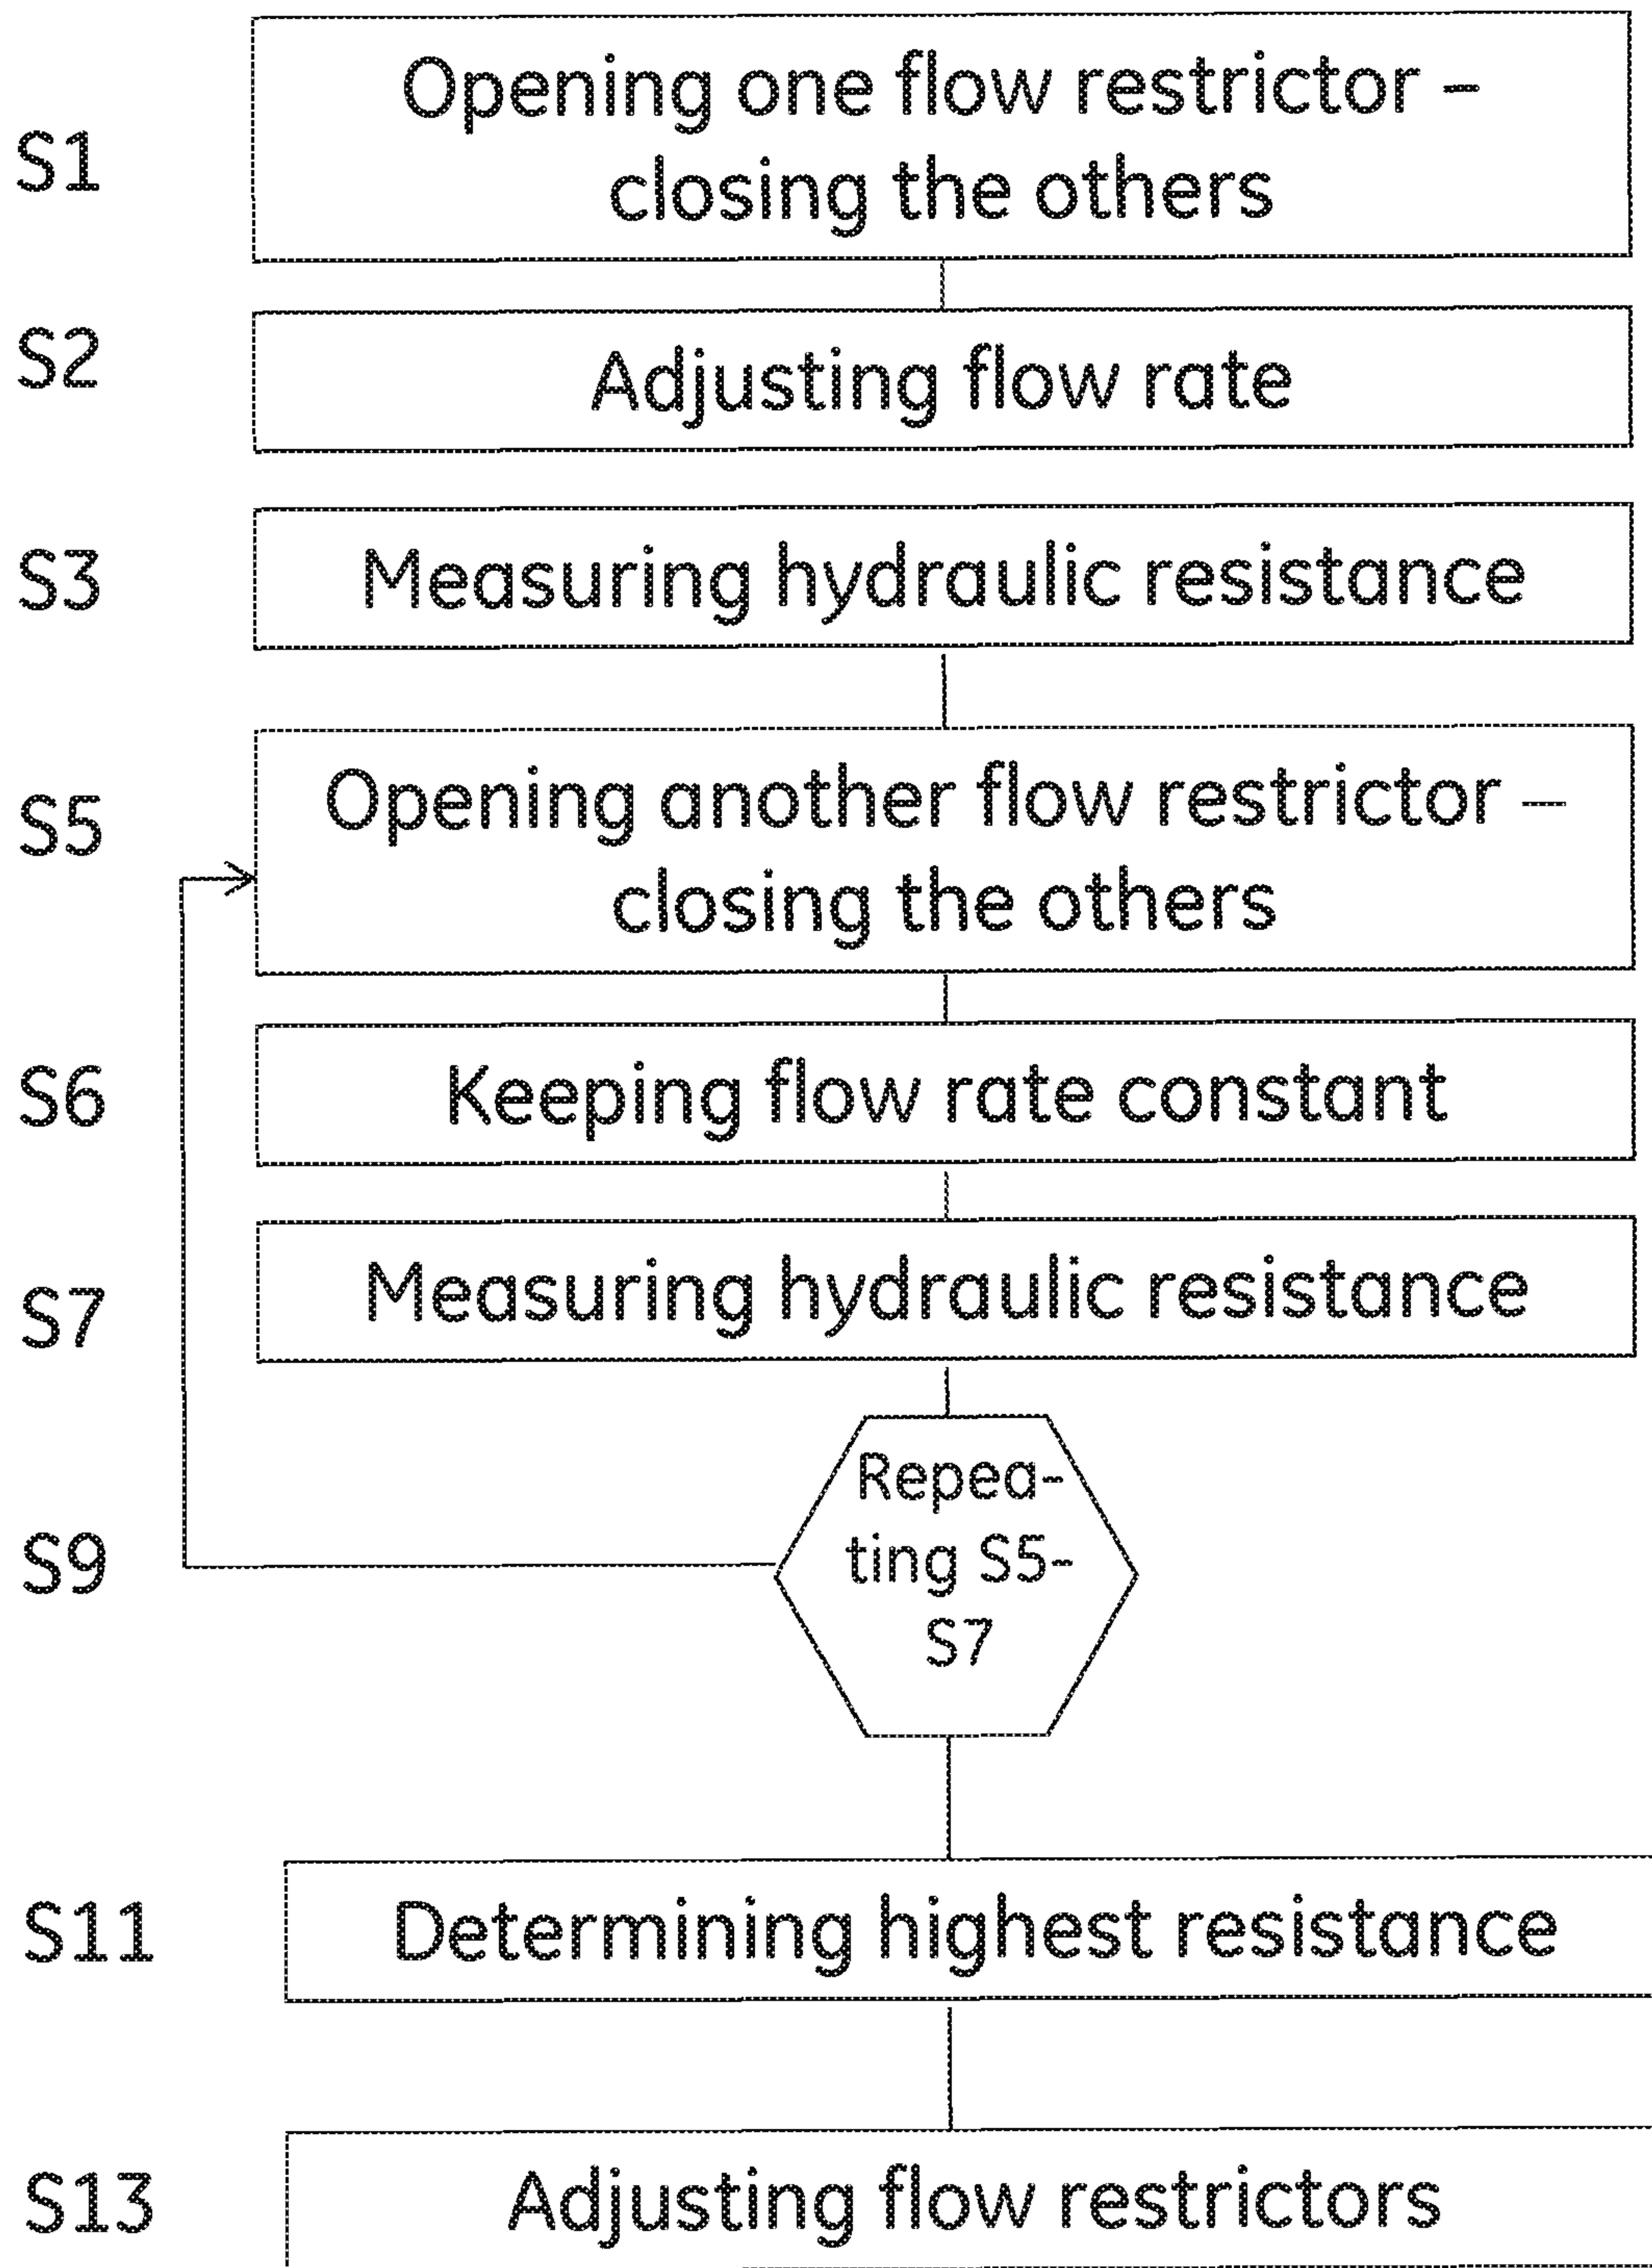 S1
Opening one flow restrictor –
closing the others
S2
Adjusting flow rate
S3
Measuring hydraulic resistance
S5
Opening another flow restrictor –
closing the others
S6
Keeping flow rate constant
S7
Measuring hydraulic resistance
S9
Repea-
ting S5-
S7
S11
Determining highest resistance
S13
Adjusting flow restrictors